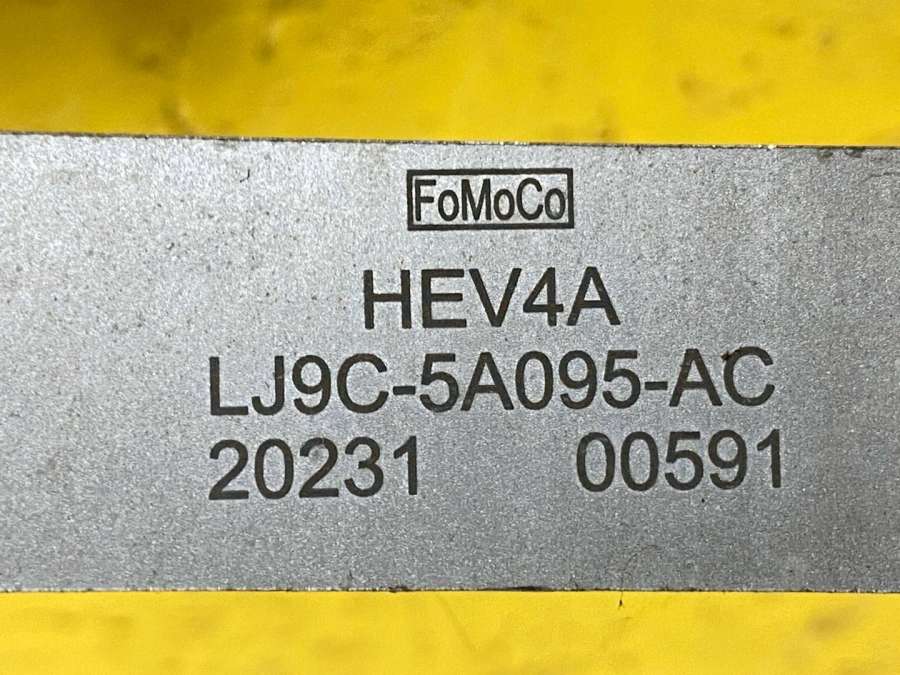 FoMoCo
HEV4A
LJ9C-5A095-AC
20231 00591